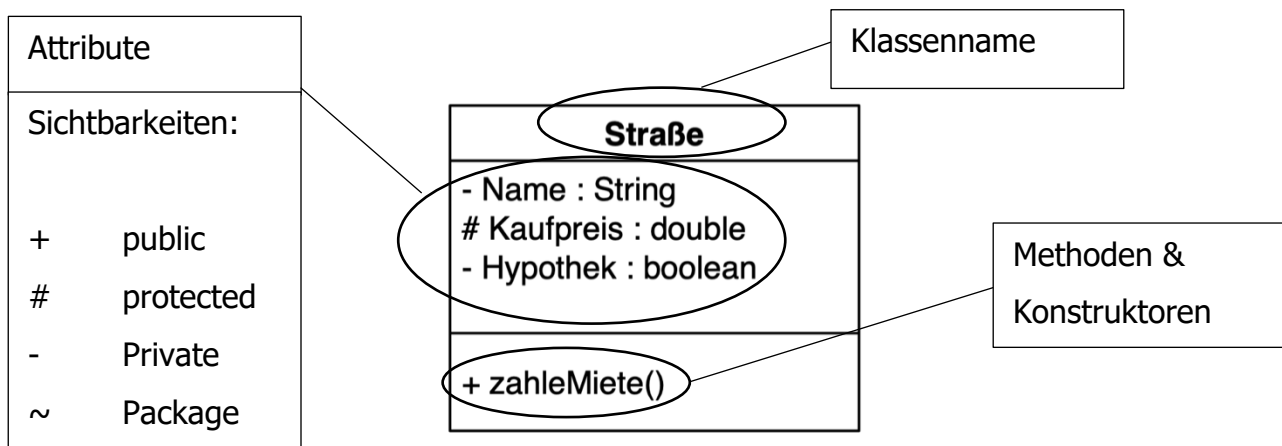 Attribute
Sichtbarkeiten:
+ public
# protected
- Private
~ Package
Klassenname
Straße
- Name : String
# Kaufpreis : double
- Hypothek : boolean
+ zahleMiete()
Methoden &
Konstruktoren